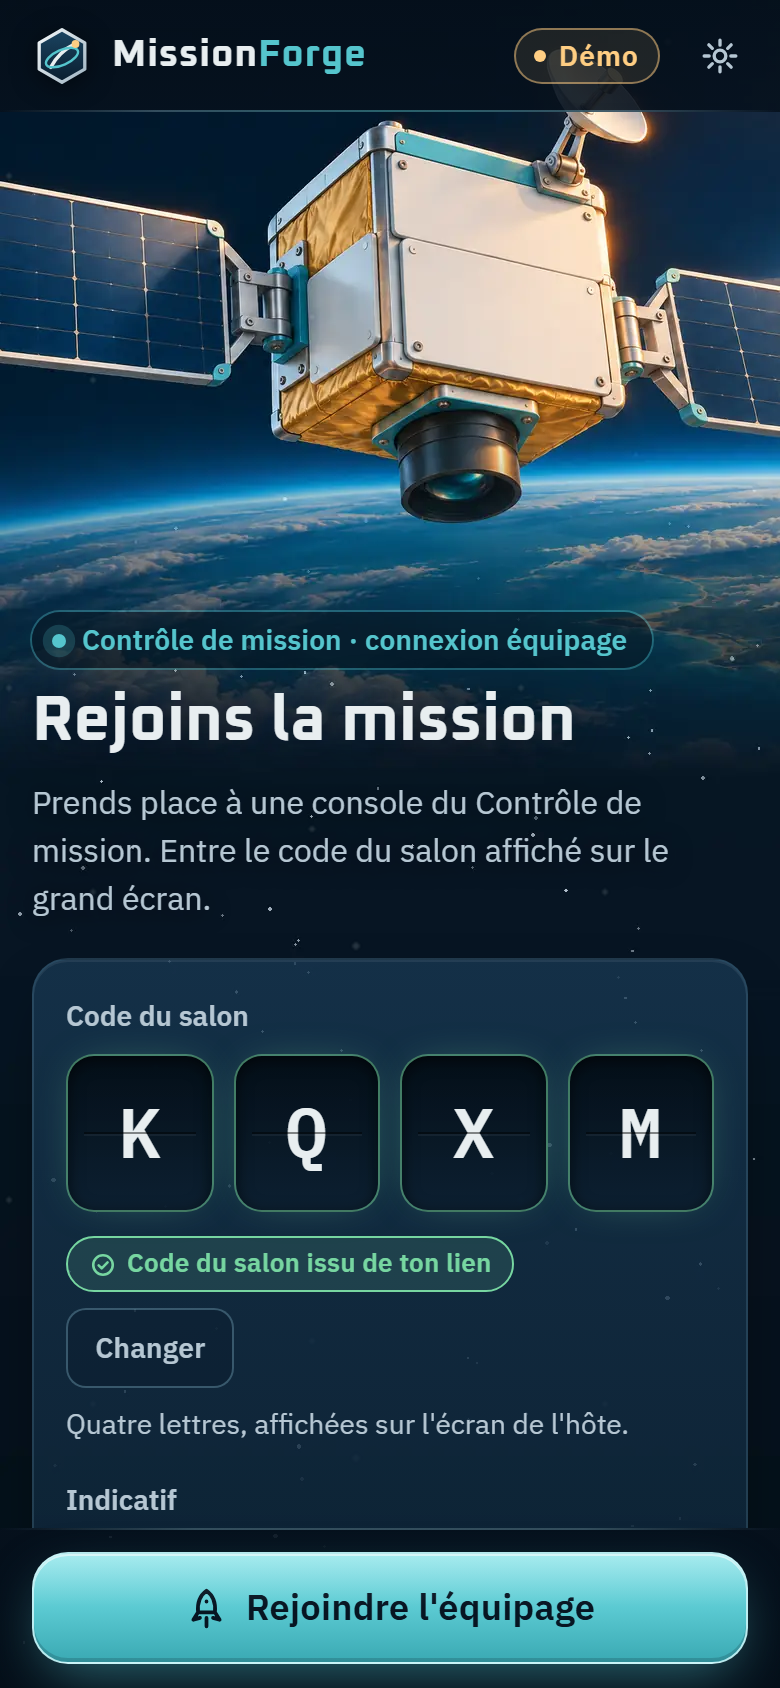 MissionForge
Démo
Contrôle de mission · connexion équipage
Rejoins la mission
Prends place à une console du Contrôle de
mission. Entre le code du salon affiché sur le
grand écran.
Code du salon
K Q X M
Code du salon issu de ton lien
Changer
Quatre lettres, affichées sur l'écran de l'hôte.
Indicatif
Rejoindre l'équipage